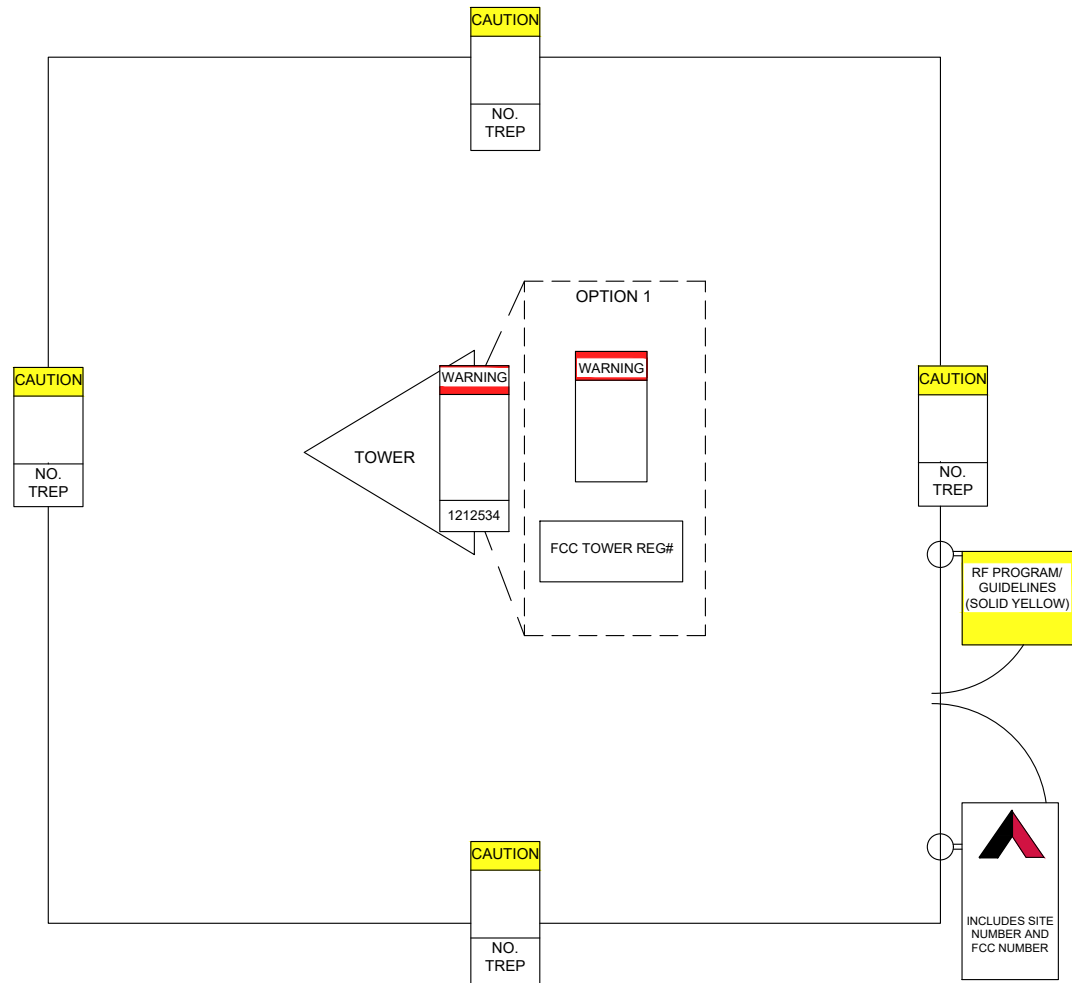 CAUTION
NO.
TREP
OPTION 1
WARNING
WARNING
TOWER
1212534
FCC TOWER REG#
CAUTION
NO.
TREP
CAUTION
NO.
TREP
RF PROGRAM/
GUIDELINES
(SOLID YELLOW)
INCLUDES SITE
NUMBER AND
FCC NUMBER
CAUTION
NO.
TREP